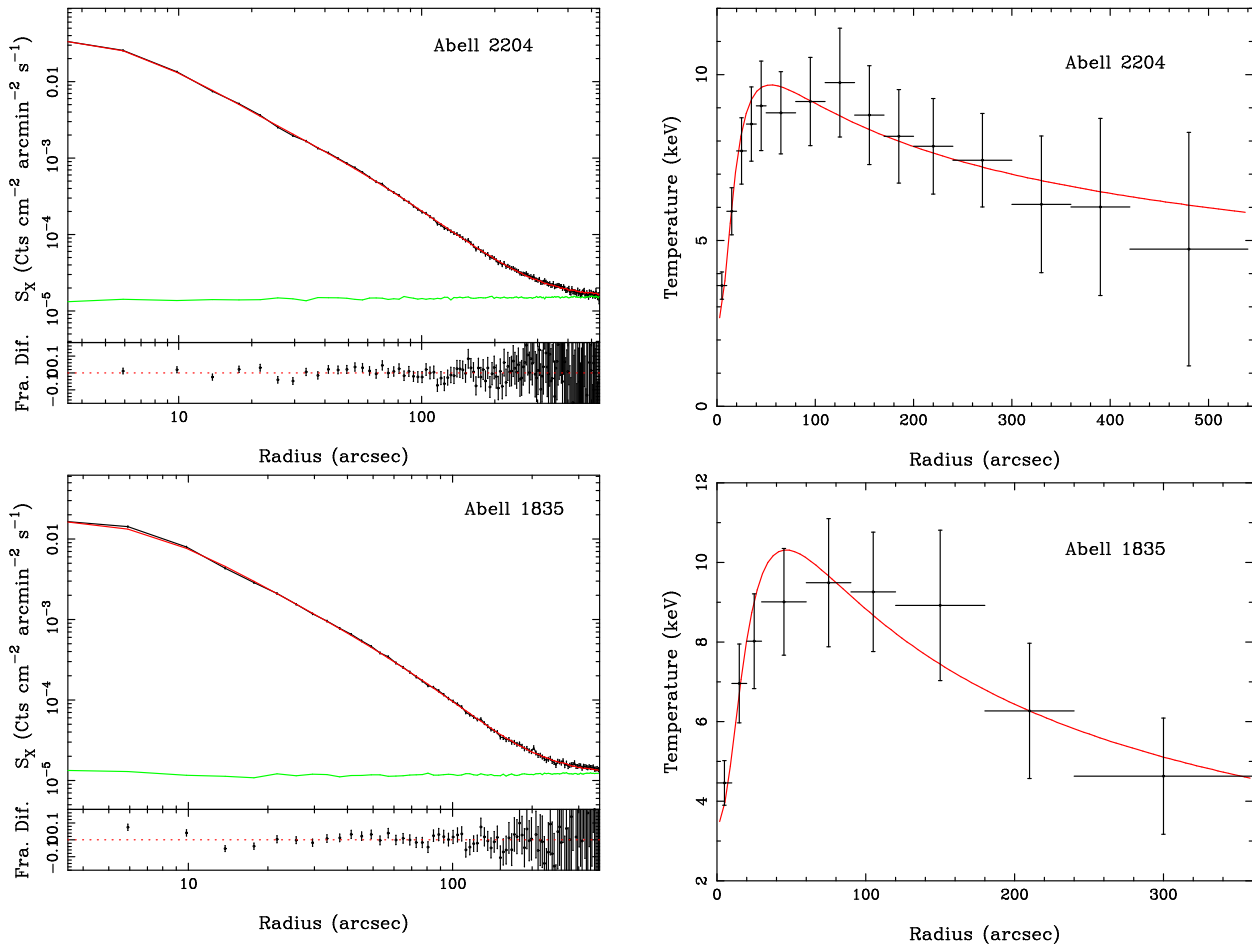 Abell 2204
S_X (Cts cm^−2 arcmin^−2 s^−1)
0.01
10^−3
10^−4
10^−5
Fra. Dif.
−0.1 0 0.1
10 100
Radius (arcsec)
Abell 2204
Temperature (keV)
0 5 10
0 100 200 300 400 500
Radius (arcsec)
Abell 1835
S_X (Cts cm^−2 arcmin^−2 s^−1)
0.01
10^−3
10^−4
10^−5
Fra. Dif.
−0.1 0 0.1
10 100
Radius (arcsec)
Abell 1835
Temperature (keV)
2 4 6 8 10 12
0 100 200 300
Radius (arcsec)